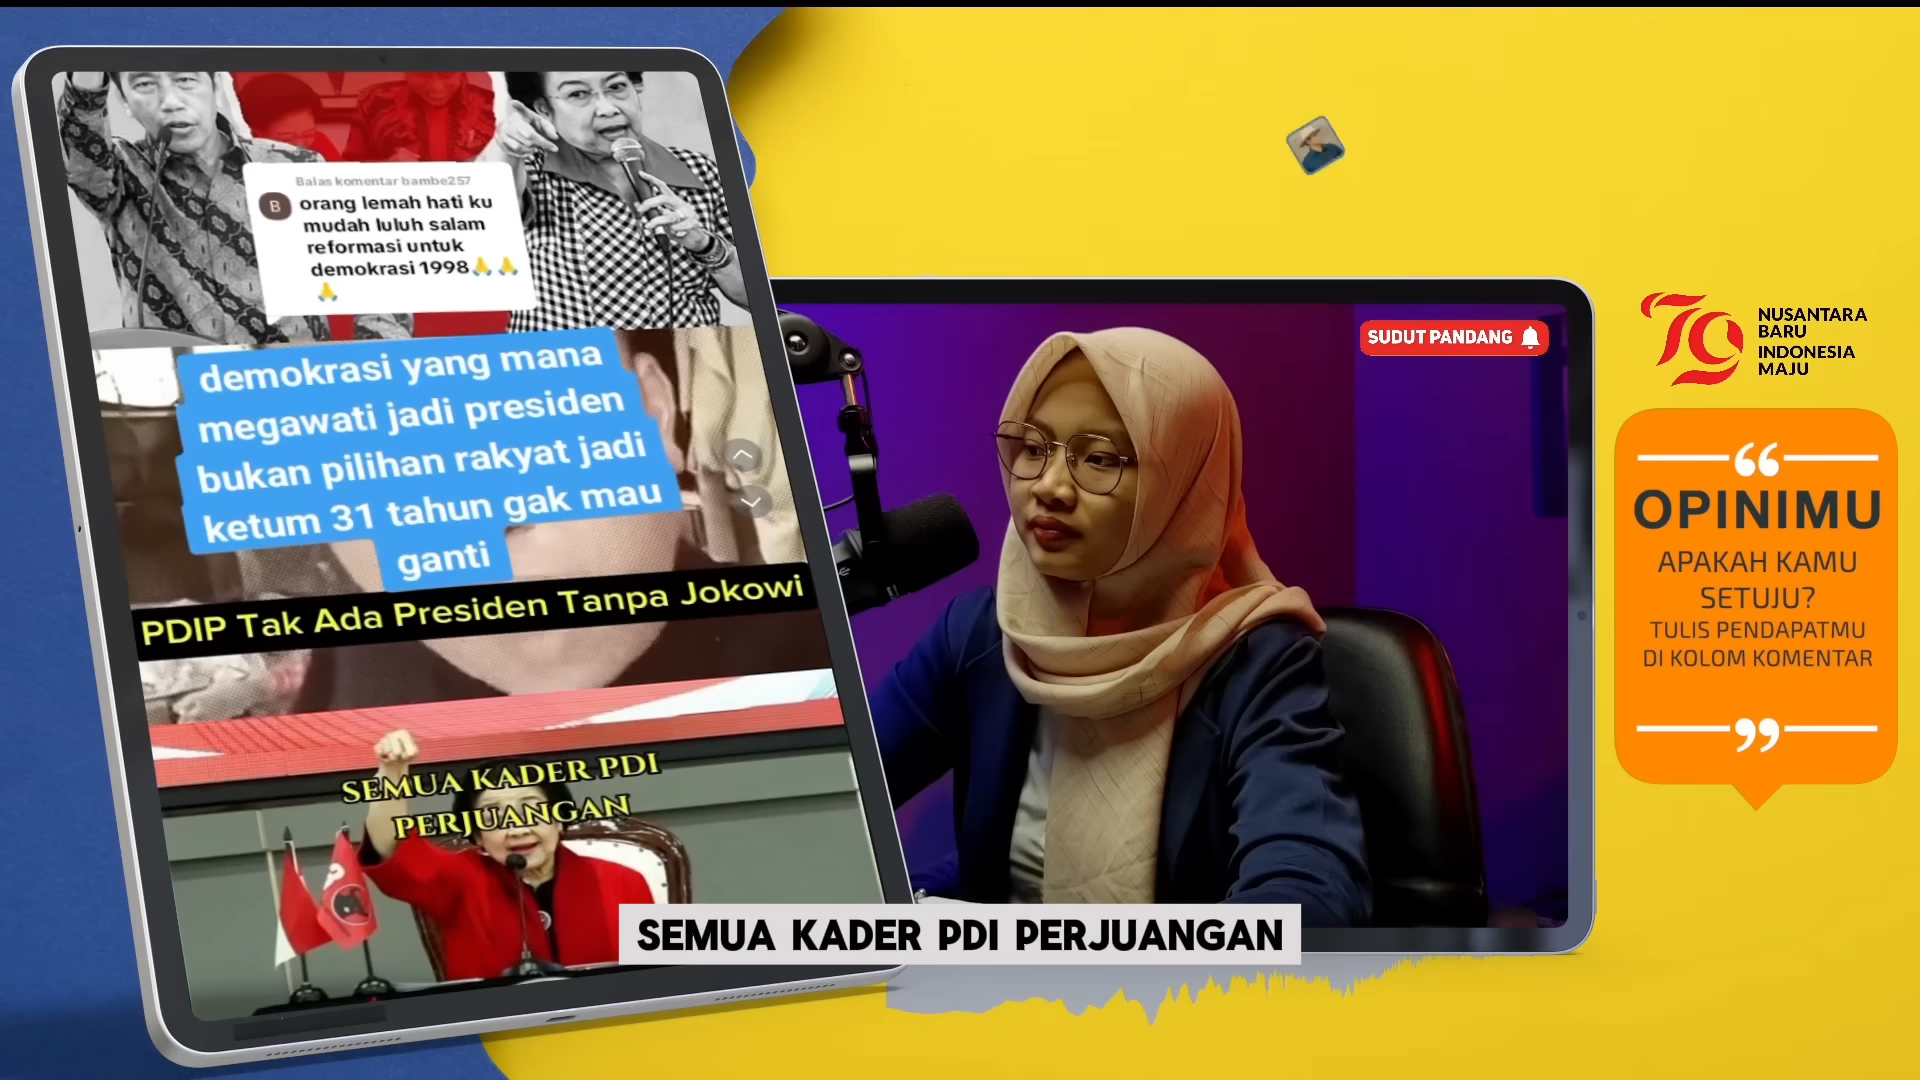 Balas komentar bambe257
B
orang lemah hati ku
mudah luluh salam
reformasi untuk
demokrasi 1998🙏🙏
🙏
demokrasi yang mana
megawati jadi presiden
bukan pilihan rakyat jadi
ketum 31 tahun gak mau
ganti
PDIP Tak Ada Presiden Tanpa Jokowi
SEMUA KADER PDI
PERJUANGAN
SUDUT PANDANG
SEMUA KADER PDI PERJUANGAN
79
NUSANTARA
BARU
INDONESIA
MAJU
“
OPINIMU
APAKAH KAMU
SETUJU?
TULIS PENDAPATMU
DI KOLOM KOMENTAR
”